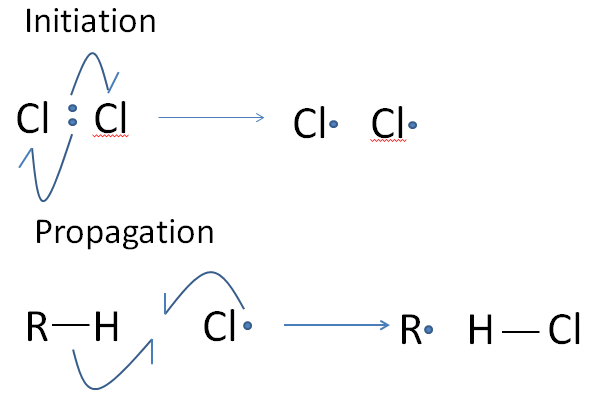 Initiation
Cl : Cl Cl• Cl•
Propagation
R—H Cl• R• H—Cl